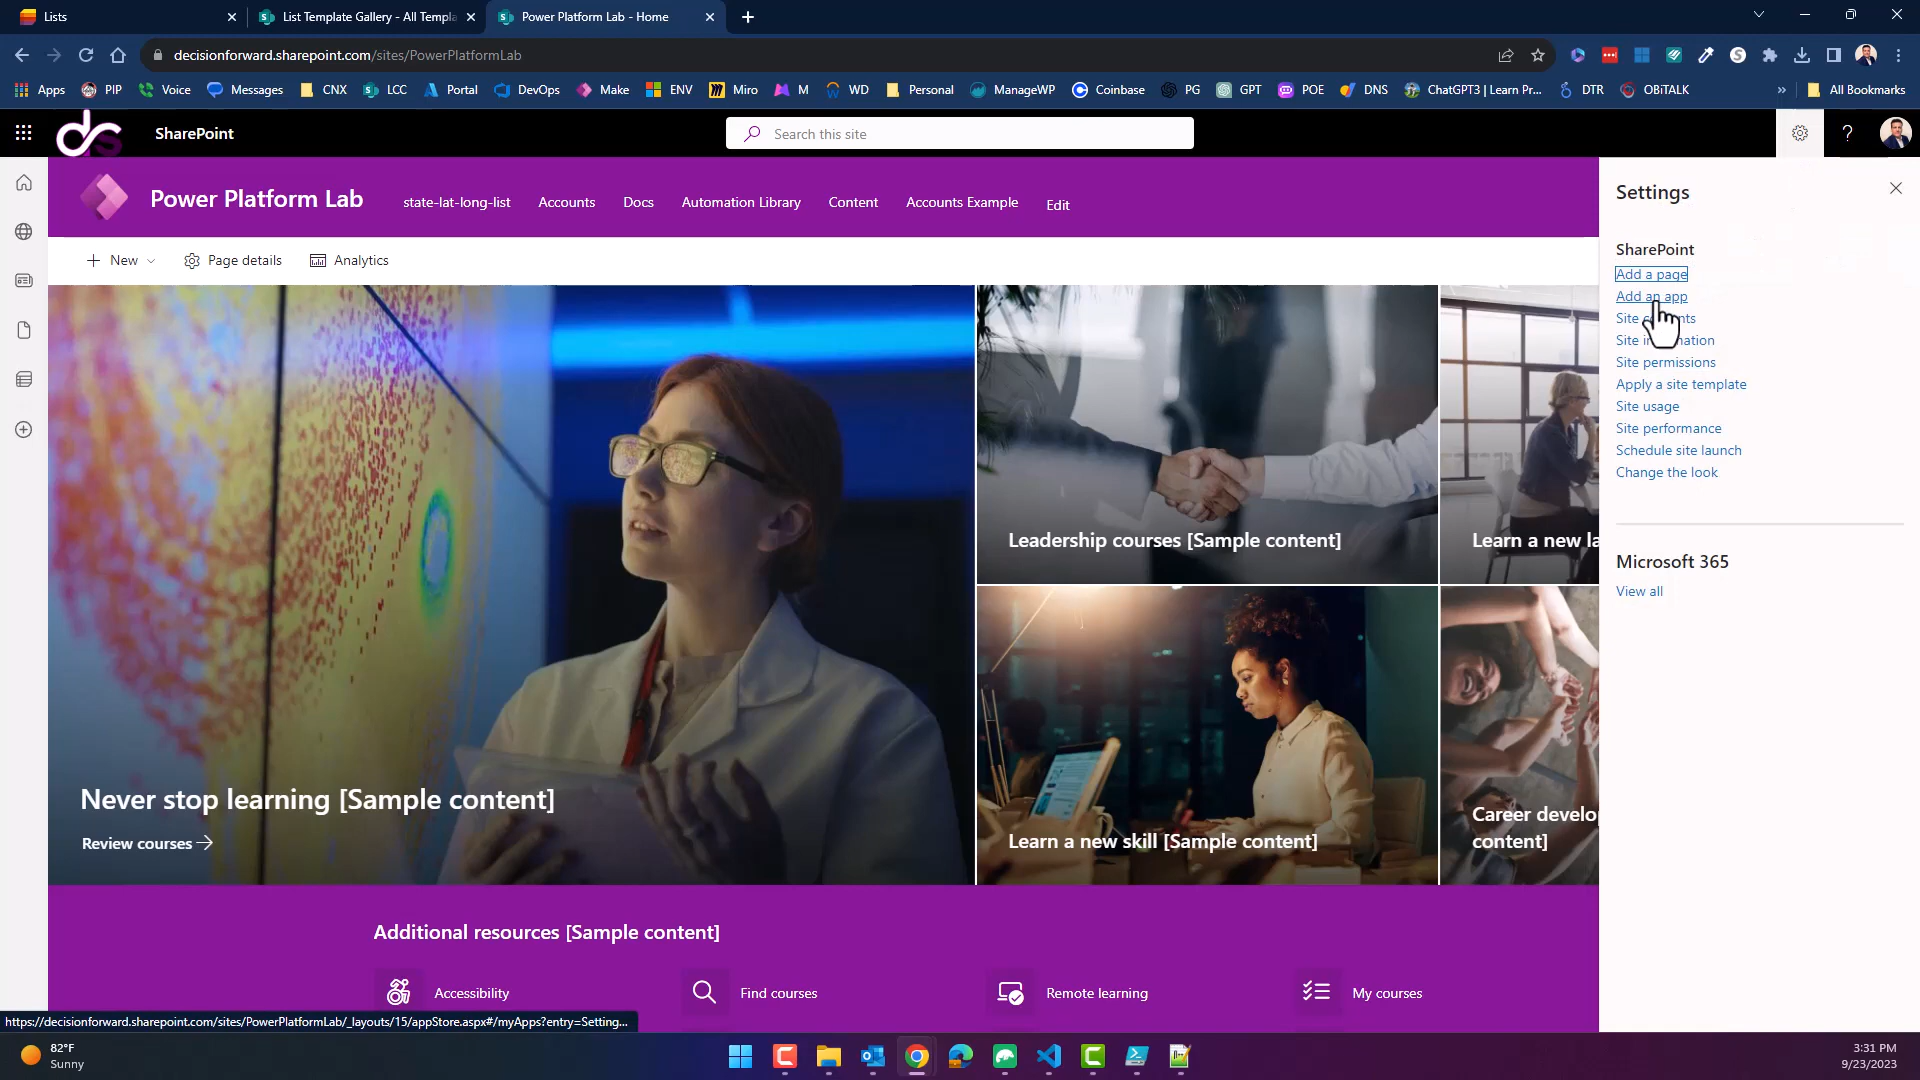 Lists
List Template Gallery - All Templa
Power Platform Lab - Home
decisionforward.sharepoint.com/sites/PowerPlatformLab
Apps
PIP
Voice
Messages
CNX
LCC
Portal
DevOps
Make
ENV
Miro
M
WD
Personal
ManageWP
Coinbase
PG
GPT
POE
DNS
ChatGPT3 | Learn Pr...
DTR
OBiTALK
»
All Bookmarks
SharePoint
Search this site
?
Power Platform Lab
state-lat-long-list
Accounts
Docs
Automation Library
Content
Accounts Example
Edit
New
Page details
Analytics
Settings
SharePoint
Add a page
Add an app
Site
Site
Site permissions
Apply a site template
Site usage
Site performance
Schedule site launch
Change the look
Microsoft 365
View all
Never stop learning [Sample content]
Review courses
Leadership courses [Sample content]
Learn a new la
Learn a new skill [Sample content]
Career develo
content]
Additional resources [Sample content]
Accessibility
Find courses
Remote learning
My courses
https://decisionforward.sharepoint.com/sites/PowerPlatformLab/_layouts/15/appStore.aspx#/myApps?entry=Setting...
82°F
Sunny
3:31 PM
9/23/2023